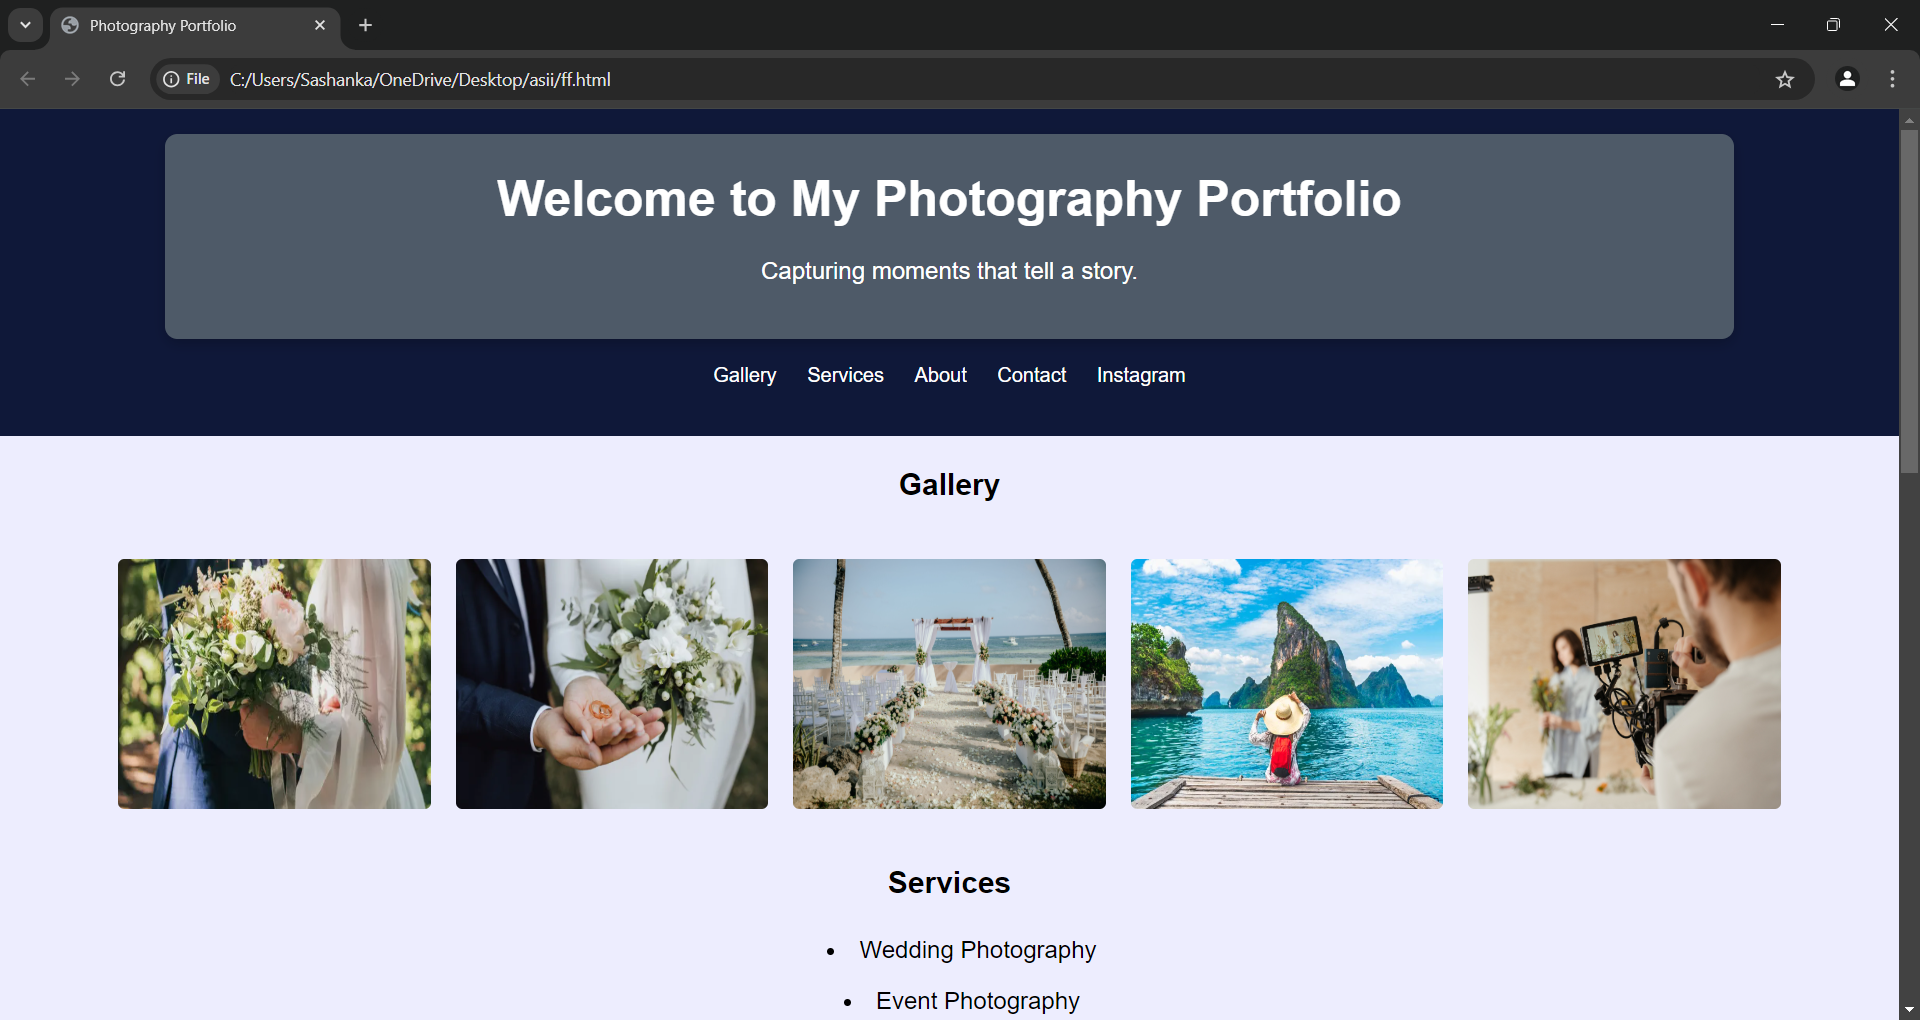 Photography Portfolio
File
C:/Users/Sashanka/OneDrive/Desktop/asii/ff.html
Welcome to My Photography Portfolio
Capturing moments that tell a story.
Gallery Services About Contact Instagram
Gallery
Services
• Wedding Photography
• Event Photography